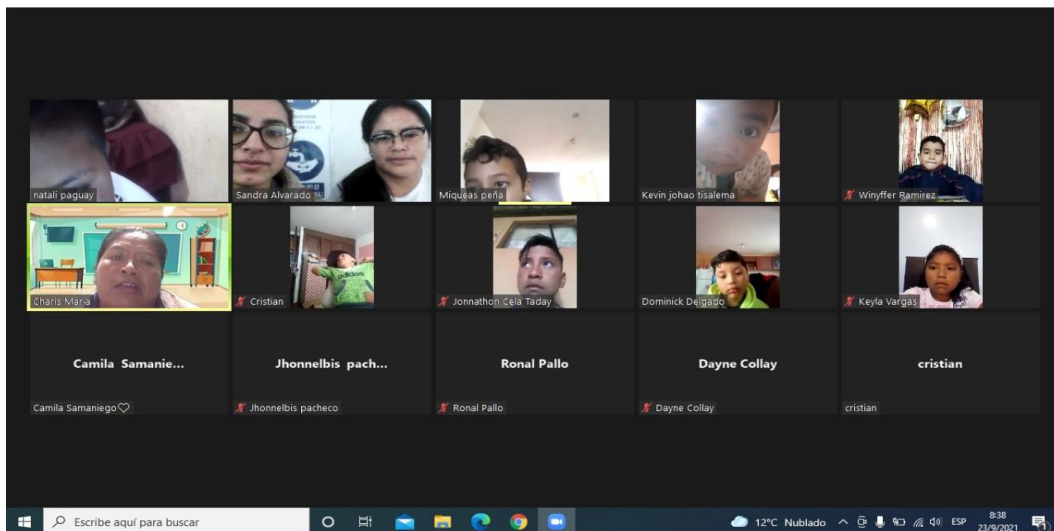 natali paguay
Sandra Alvarado
Miqueas peña
Kevin johao tisalema
Winyffer Ramirez
adidas
Charis Maria
Cristian
Jonnathon Cela Taday
Dominick Delgado
Keyla Vargas
Camila Samanie...
Jhonnelbis pach...
Ronal Pallo
Dayne Collay
cristian
Camila Samaniego♡
Jhonnelbis pacheco
Ronal Pallo
Dayne Collay
cristian
Escribe aquí para buscar
12°C Nublado
ESP
8:38
23/9/2021